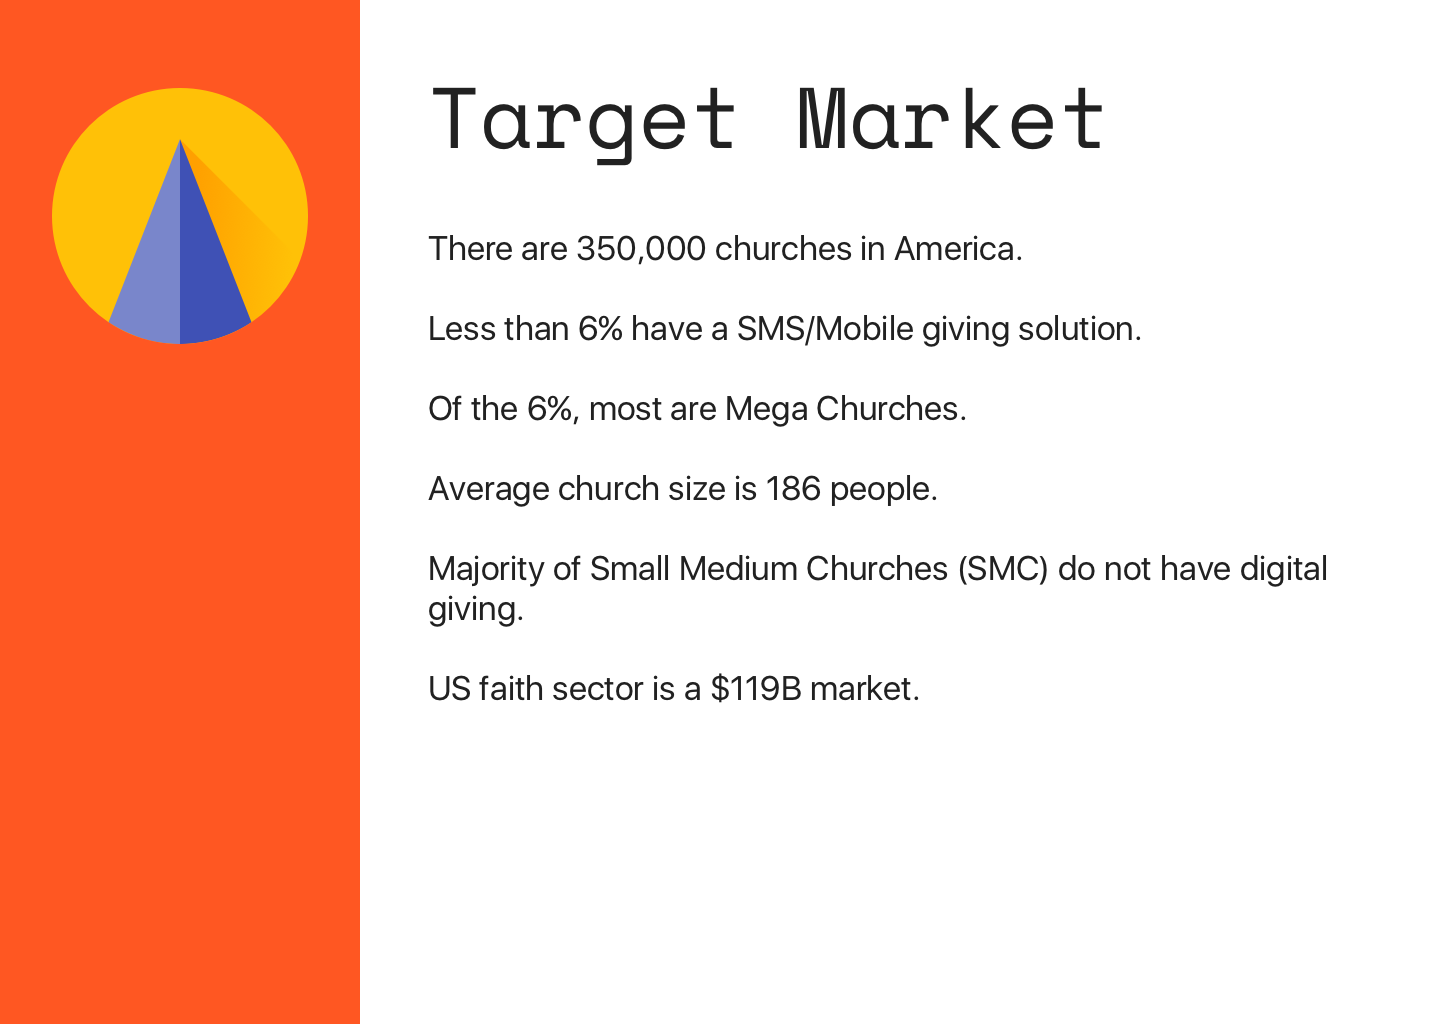 Target Market
There are 350,000 churches in America.
Less than 6% have a SMS/Mobile giving solution.
Of the 6%, most are Mega Churches.
Average church size is 186 people.
Majority of Small Medium Churches (SMC) do not have digital
giving.
US faith sector is a $119B market.